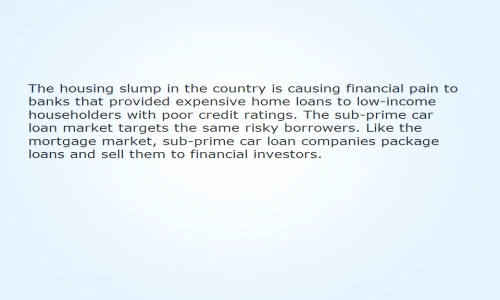 The housing slump in the country is causing financial pain to
banks that provided expensive home loans to low-income
householders with poor credit ratings. The sub-prime car
loan market targets the same risky borrowers. Like the
mortgage market, sub-prime car loan companies package
loans and sell them to financial investors.